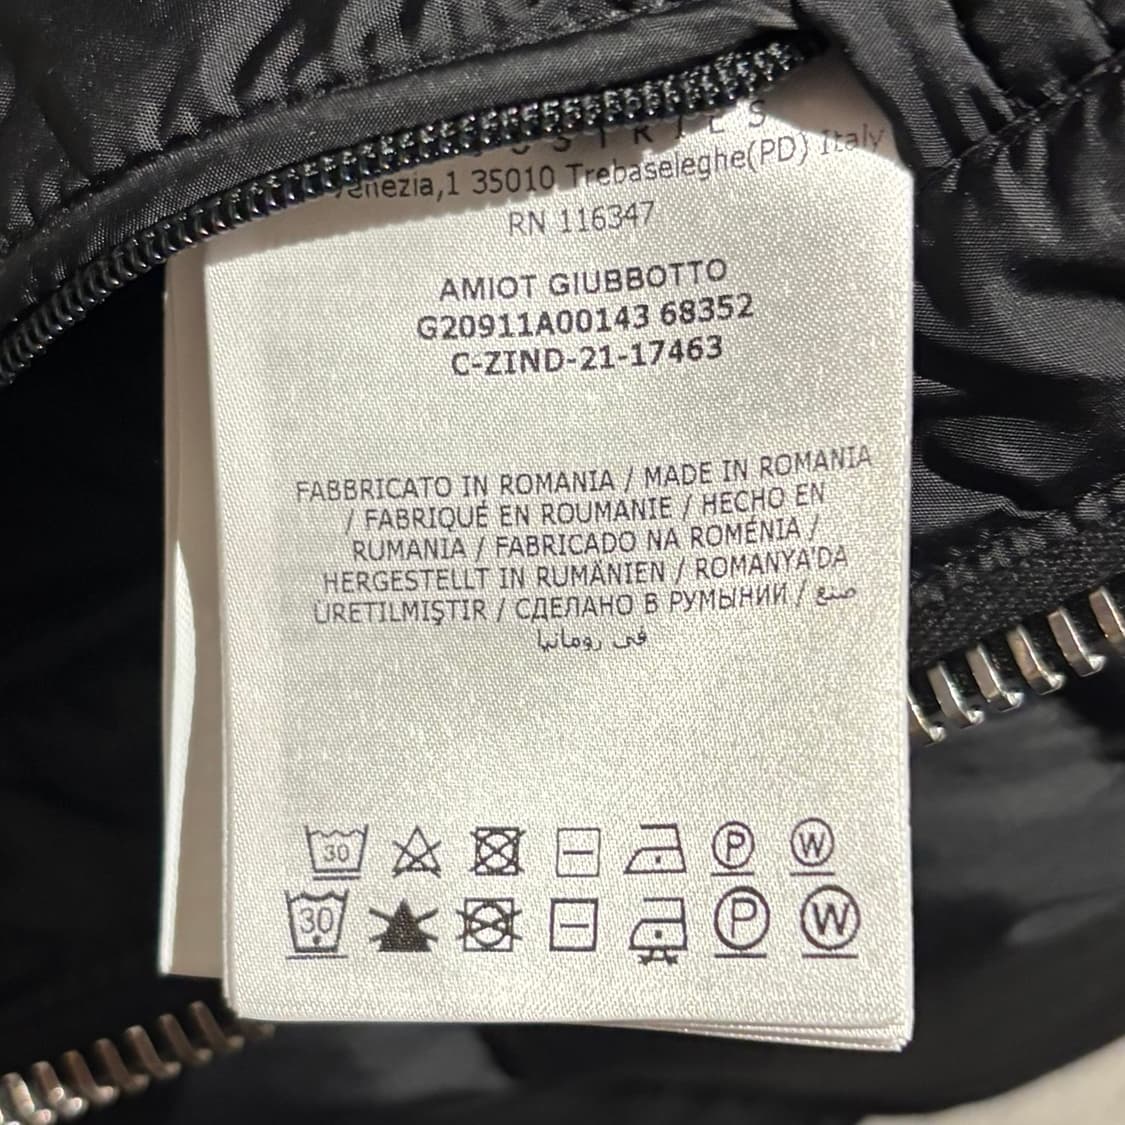 Venezia,1 35010 Trebaseleghe(PD) Italy
RN 116347
AMIOT GIUBBOTTO
G20911A00143 68352
C-ZIND-21-17463
FABBRICATO IN ROMANIA / MADE IN ROMANIA
/ FABRIQUÉ EN ROUMANIE / HECHO EN
RUMANIA / FABRICADO NA ROMÉNIA /
HERGESTELLT IN RUMÄNIEN / ROMANYA'DA
ÜRETILMIŞTIR / СДЕЛАНО В РУМЫНИИ / صنع
في رومانيا
30 P W
30 P W